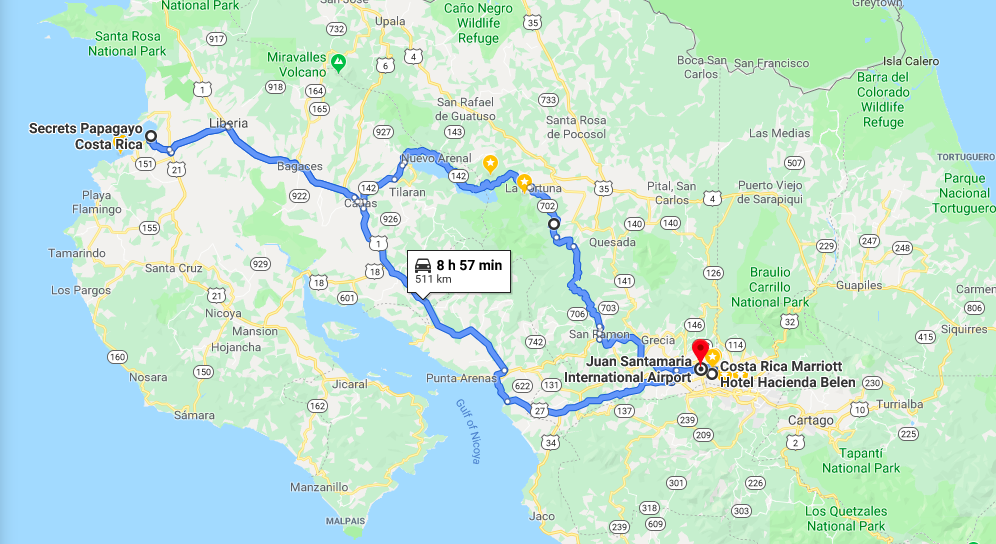 Liberia
Greytown
Caño Negro
Wildlife
Refuge
35
Santa Rosa
National Park
917
732
Upala
Miravalles
Volcano
6
4
Boca San
Carlos
San Francisco
Isla Calero
Barra del
Colorado
Wildlife
Refuge
1
918
164
165
San Rafael
de Guatuso
733
Santa Rosa
de Pocosol
Las Medias
Secrets Papagayo
Costa Rica
Liberia
927
143
507
TORTUGUERO
151
21
Bagaces
Nuevo Arenal
142
La Fortuna
35
Pital, San
Carlos
4
Puerto Viejo
de Sarapiquí
Parque
Nacional
Tortuguero
Playa
Flamingo
922
142
Tilaran
Cañas
926
702
140
140
Tamarindo
155
1
Quesada
229
247
248
Santa Cruz
929
18
8 h 57 min
511 km
141
126
Braulio
Carrillo
National Park
Guapiles
Los Pargos
21
18
601
Carmen
806
Nicoya
Mansion
706
703
32
Siquirres
Hojancha
742
San Ramon
146
415
160
150
Grecia
114
Juan Santamaria
International Airport
Costa Rica Marriott
Hotel Hacienda Belen
Nosara
Jicaral
Punta Arenas
622
131
230
Turrialba
162
27
137
239
10
Sámara
Gulf of Nicoya
34
209
Cartago
2
225
Tapantí
National Park
Manzanillo
301
226
MALPAIS
Jaco
318
303
239
609
Los Quetzales
National Park